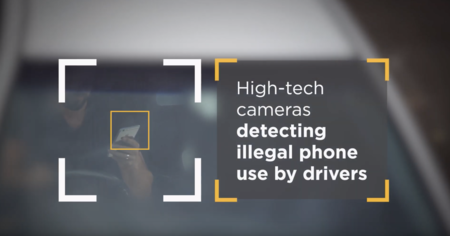 High-tech
cameras
detecting
illegal phone
use by drivers